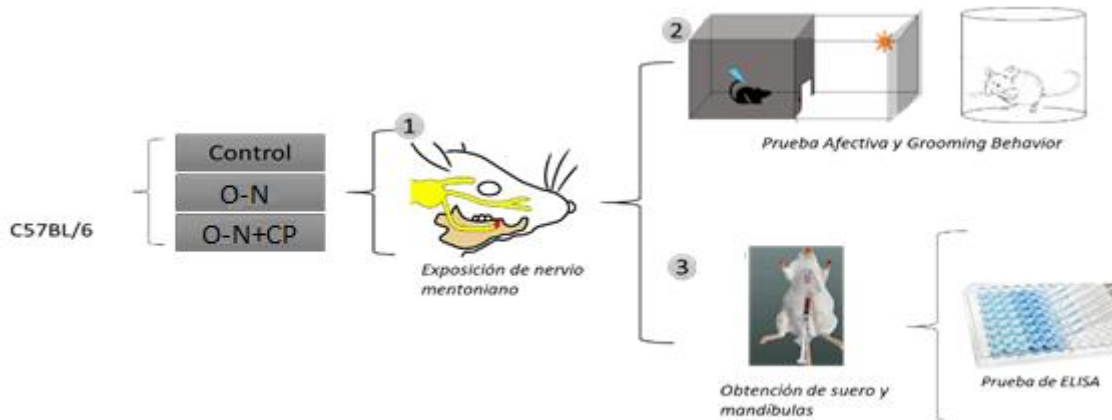 C57BL/6
Control
O-N
O-N+CP
1
Exposición de nervio
mentoniano
2
Prueba Afectiva y Grooming Behavior
3
Obtención de suero y
mandíbulas
Prueba de ELISA